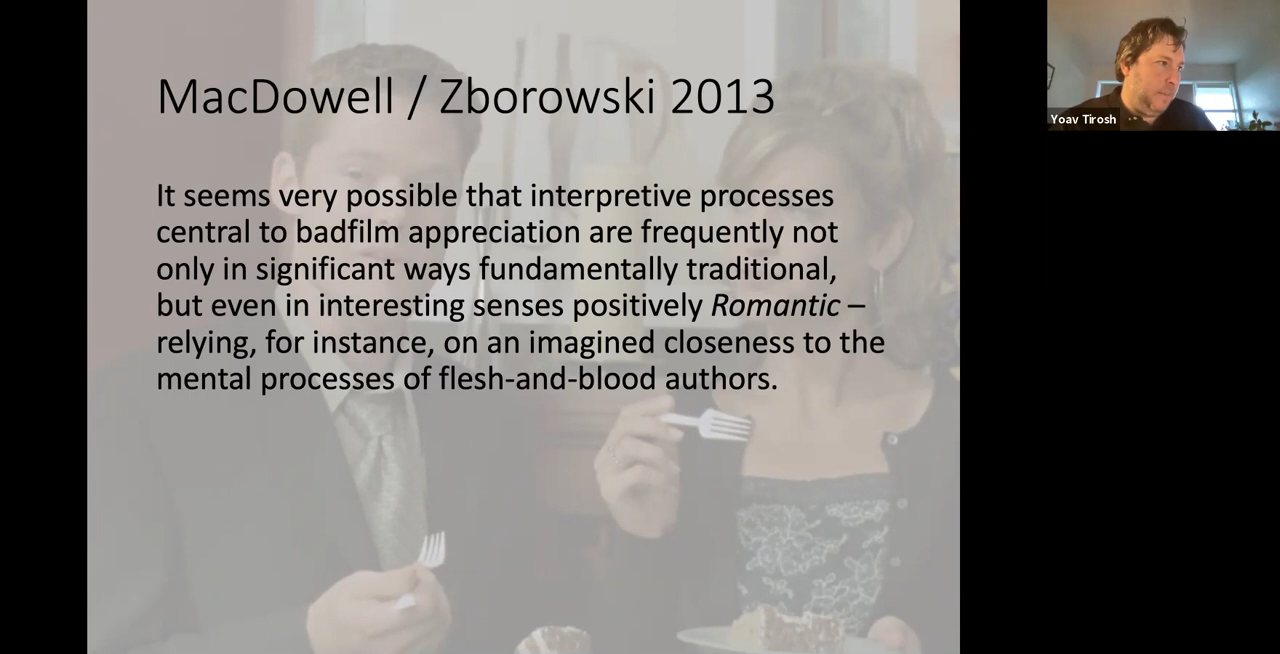 MacDowell / Zborowski 2013
It seems very possible that interpretive processes
central to badfilm appreciation are frequently not
only in significant ways fundamentally traditional,
but even in interesting senses positively Romantic –
relying, for instance, on an imagined closeness to the
mental processes of flesh-and-blood authors.
Yoav Tirosh